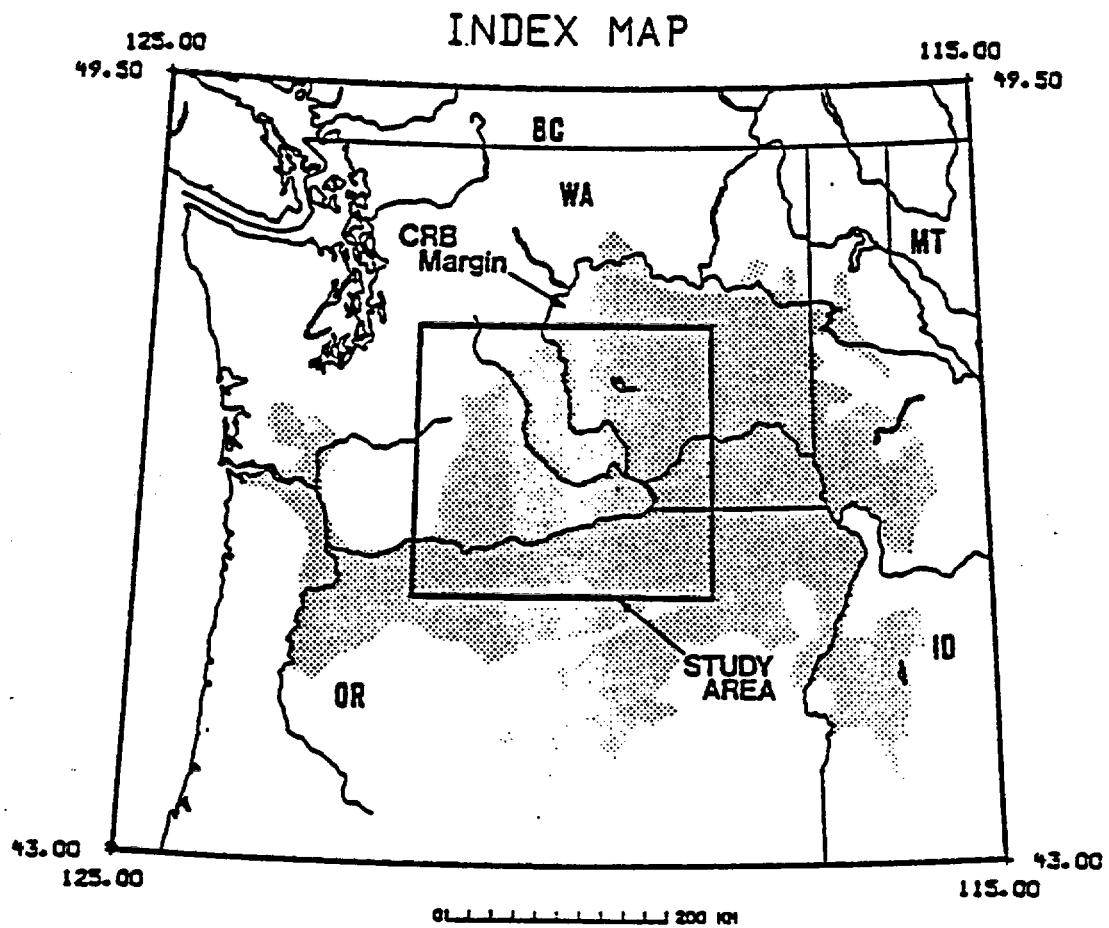 INDEX MAP
125.00
115.00
49.50
49.50
BC
WA
MT
CRB
Margin
STUDY
AREA
ID
OR
43.00
43.00
125.00
115.00
0
200 KM